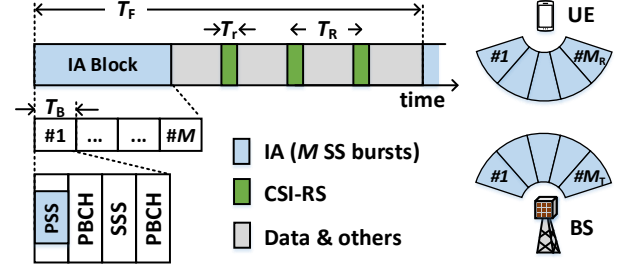 T_F
T_r
T_R
IA Block
time
T_B
#1 ... ... #M
PSS PBCH SSS PBCH
IA (M SS bursts)
CSI-RS
Data & others
UE
#1 #M_R
#1 #M_T
BS